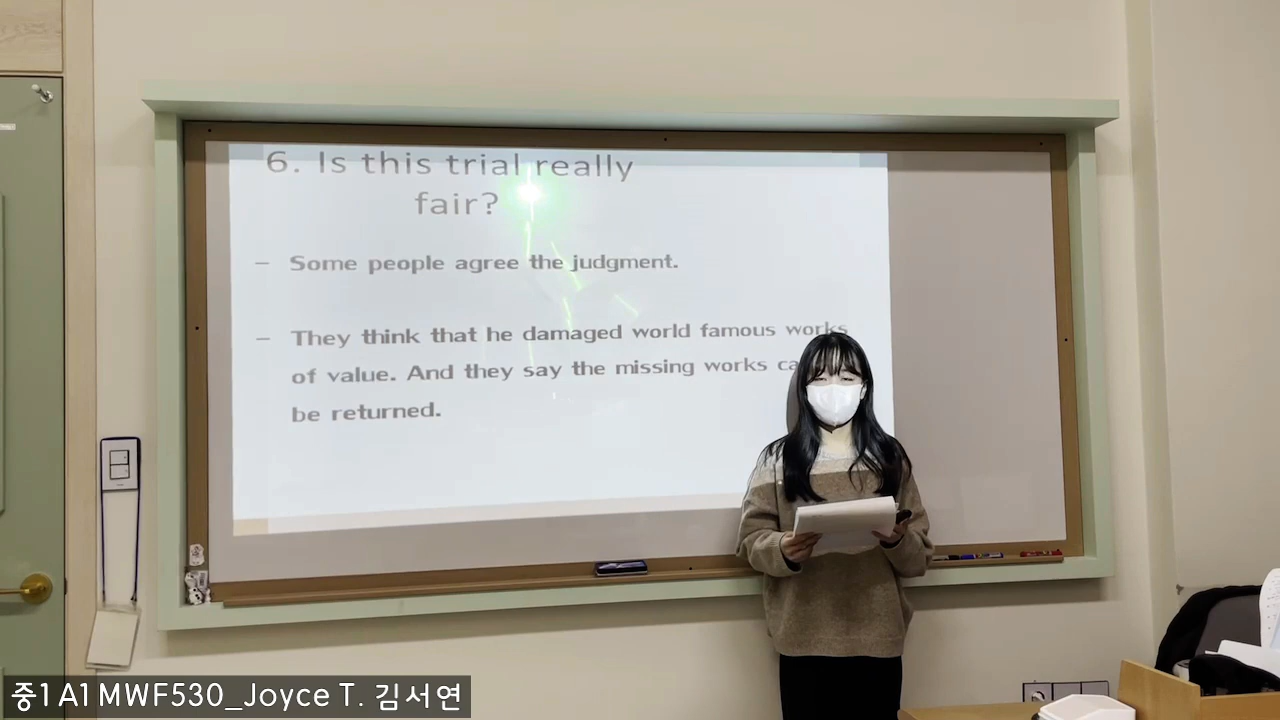 6. Is this trial really
fair?
– Some people agree the judgment.
– They think that he damaged world famous works
of value. And they say the missing works
be returned.
중1 A1 MWF530_Joyce T. 김서연